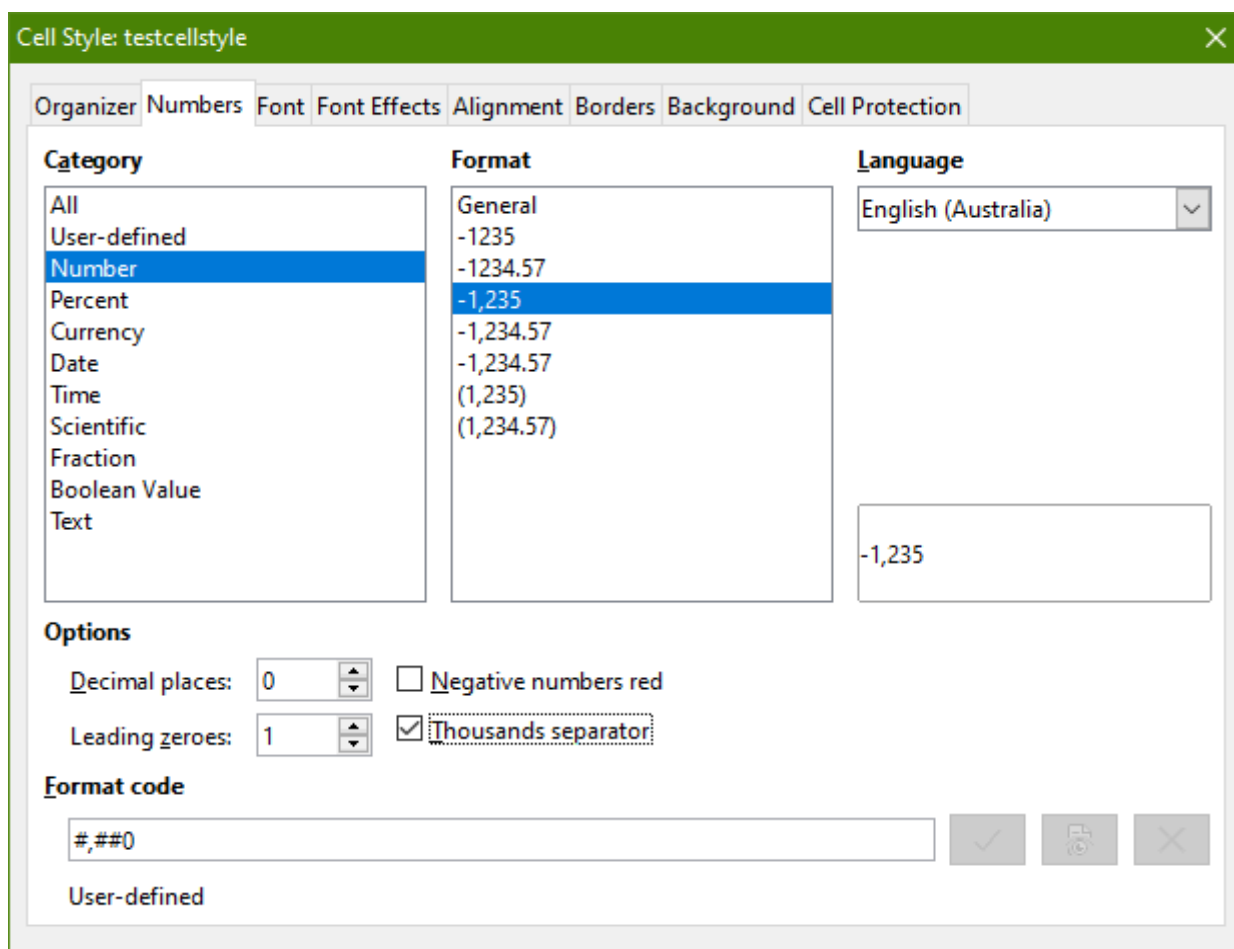 Cell Style: testcellstyle
Organizer Numbers Font Font Effects Alignment Borders Background Cell Protection
Category
All
User-defined
Number
Percent
Currency
Date
Time
Scientific
Fraction
Boolean Value
Text
Format
General
-1235
-1234.57
-1,235
-1,234.57
-1,234.57
(1,235)
(1,234.57)
Language
English (Australia)
-1,235
Options
Decimal places: 0 Negative numbers red
Leading zeroes: 1 Thousands separator
Format code
#,##0
User-defined